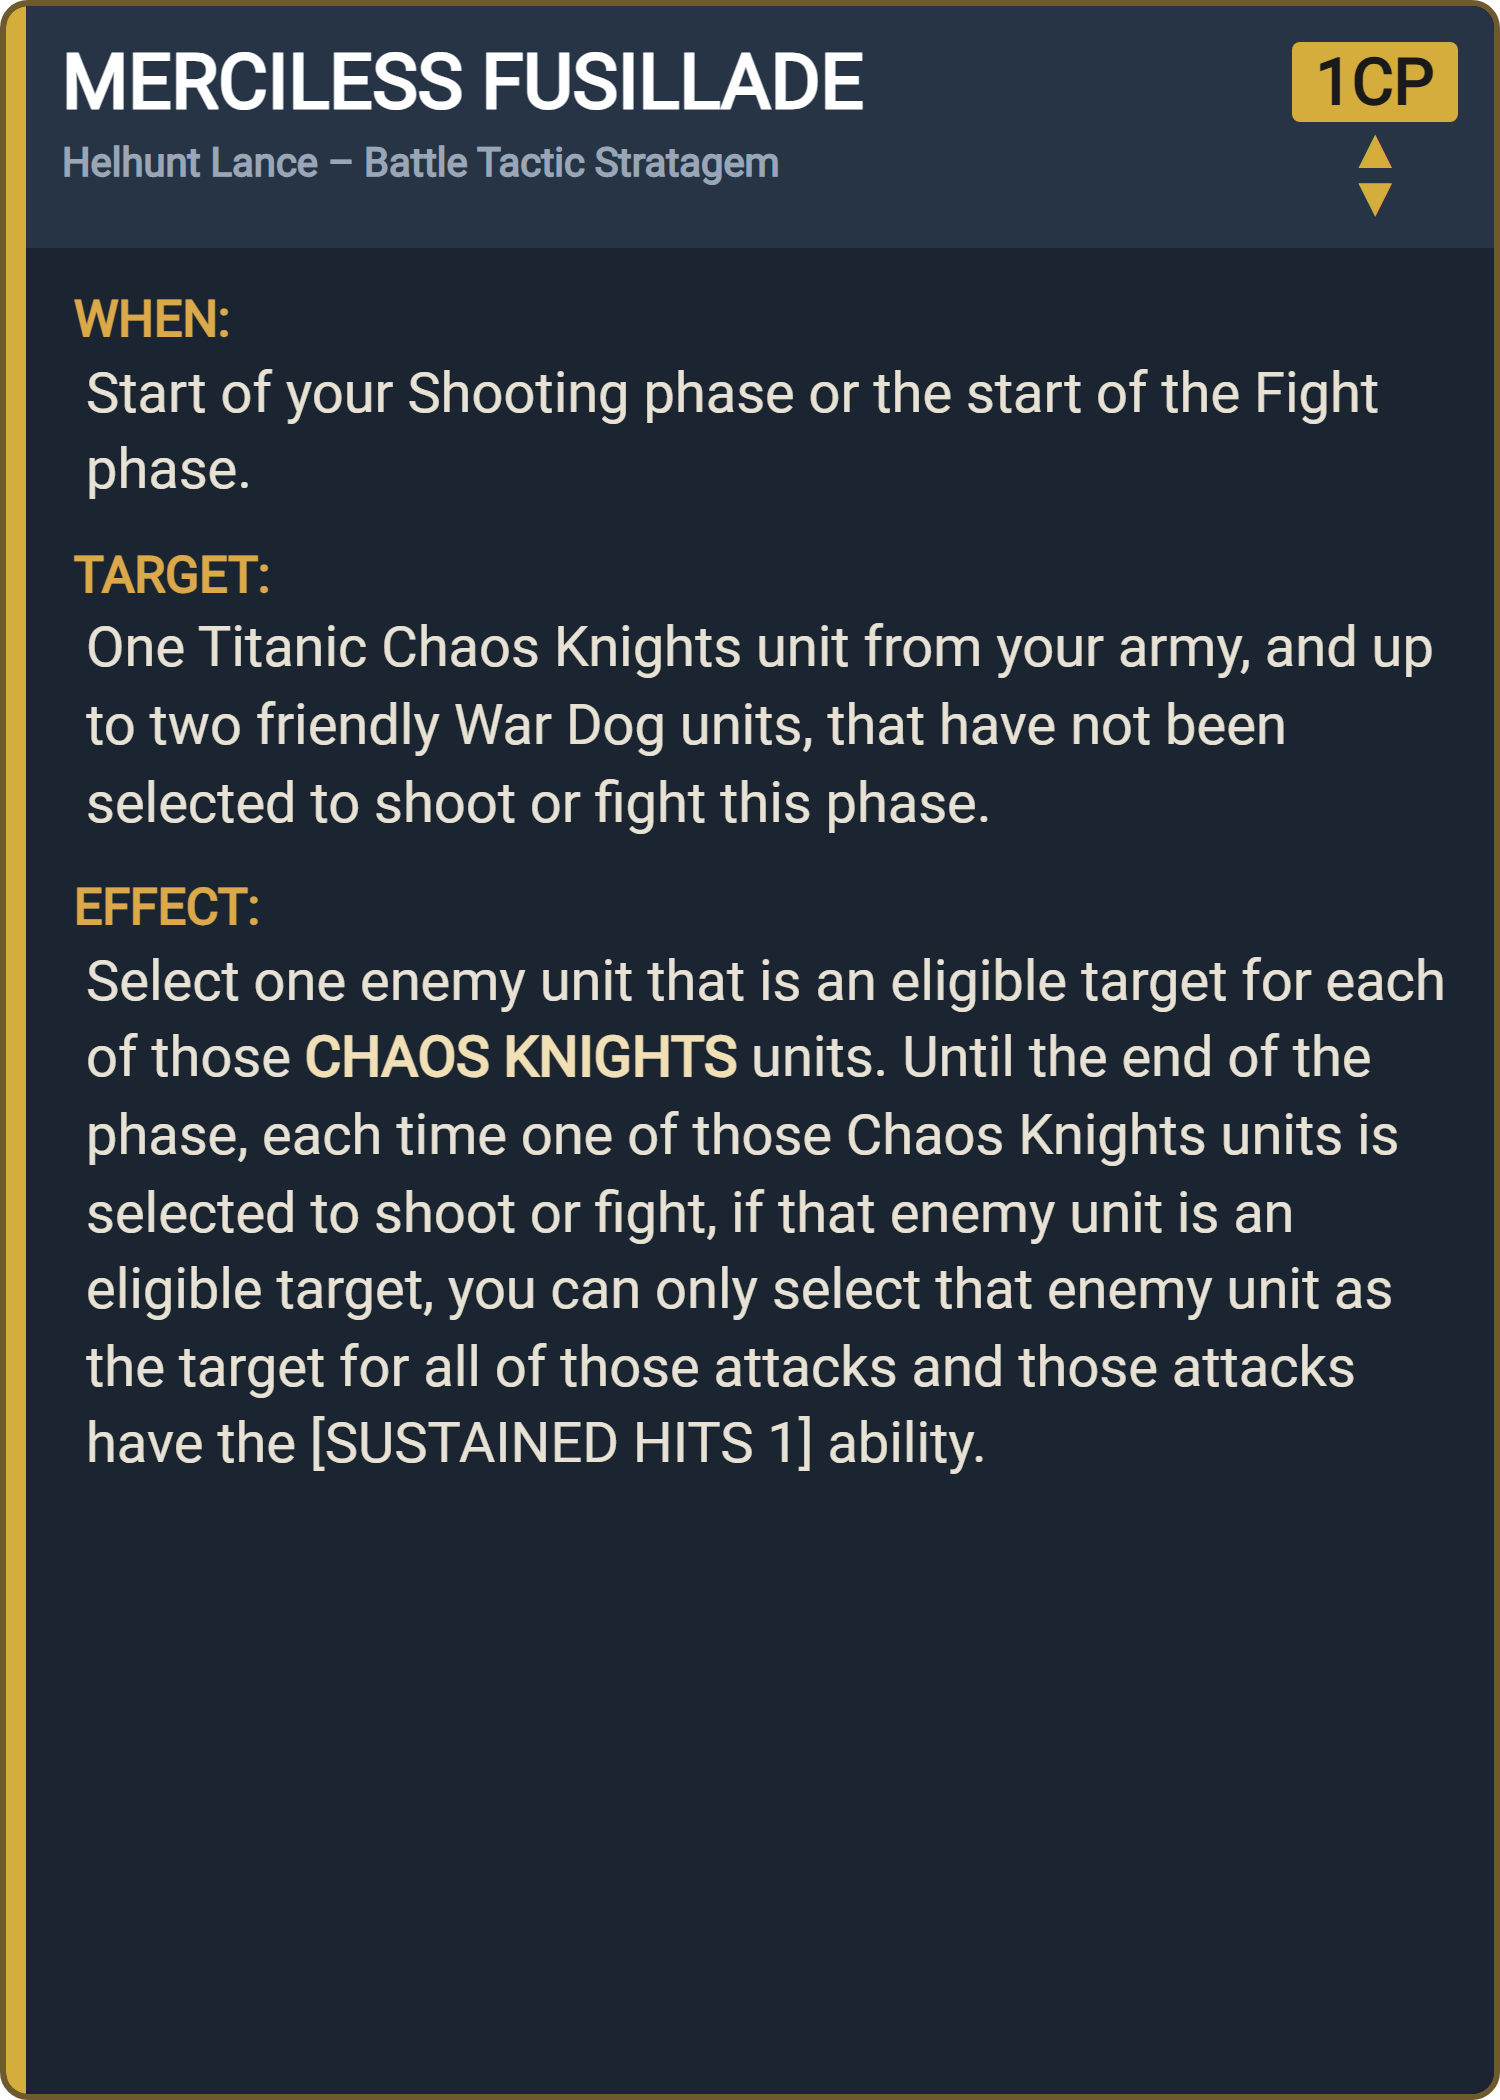 MERCILESS FUSILLADE
Helhunt Lance – Battle Tactic Stratagem
1CP
▲
▼
WHEN:
Start of your Shooting phase or the start of the Fight
phase.
TARGET:
One Titanic Chaos Knights unit from your army, and up
to two friendly War Dog units, that have not been
selected to shoot or fight this phase.
EFFECT:
Select one enemy unit that is an eligible target for each
of those CHAOS KNIGHTS units. Until the end of the
phase, each time one of those Chaos Knights units is
selected to shoot or fight, if that enemy unit is an
eligible target, you can only select that enemy unit as
the target for all of those attacks and those attacks
have the [SUSTAINED HITS 1] ability.